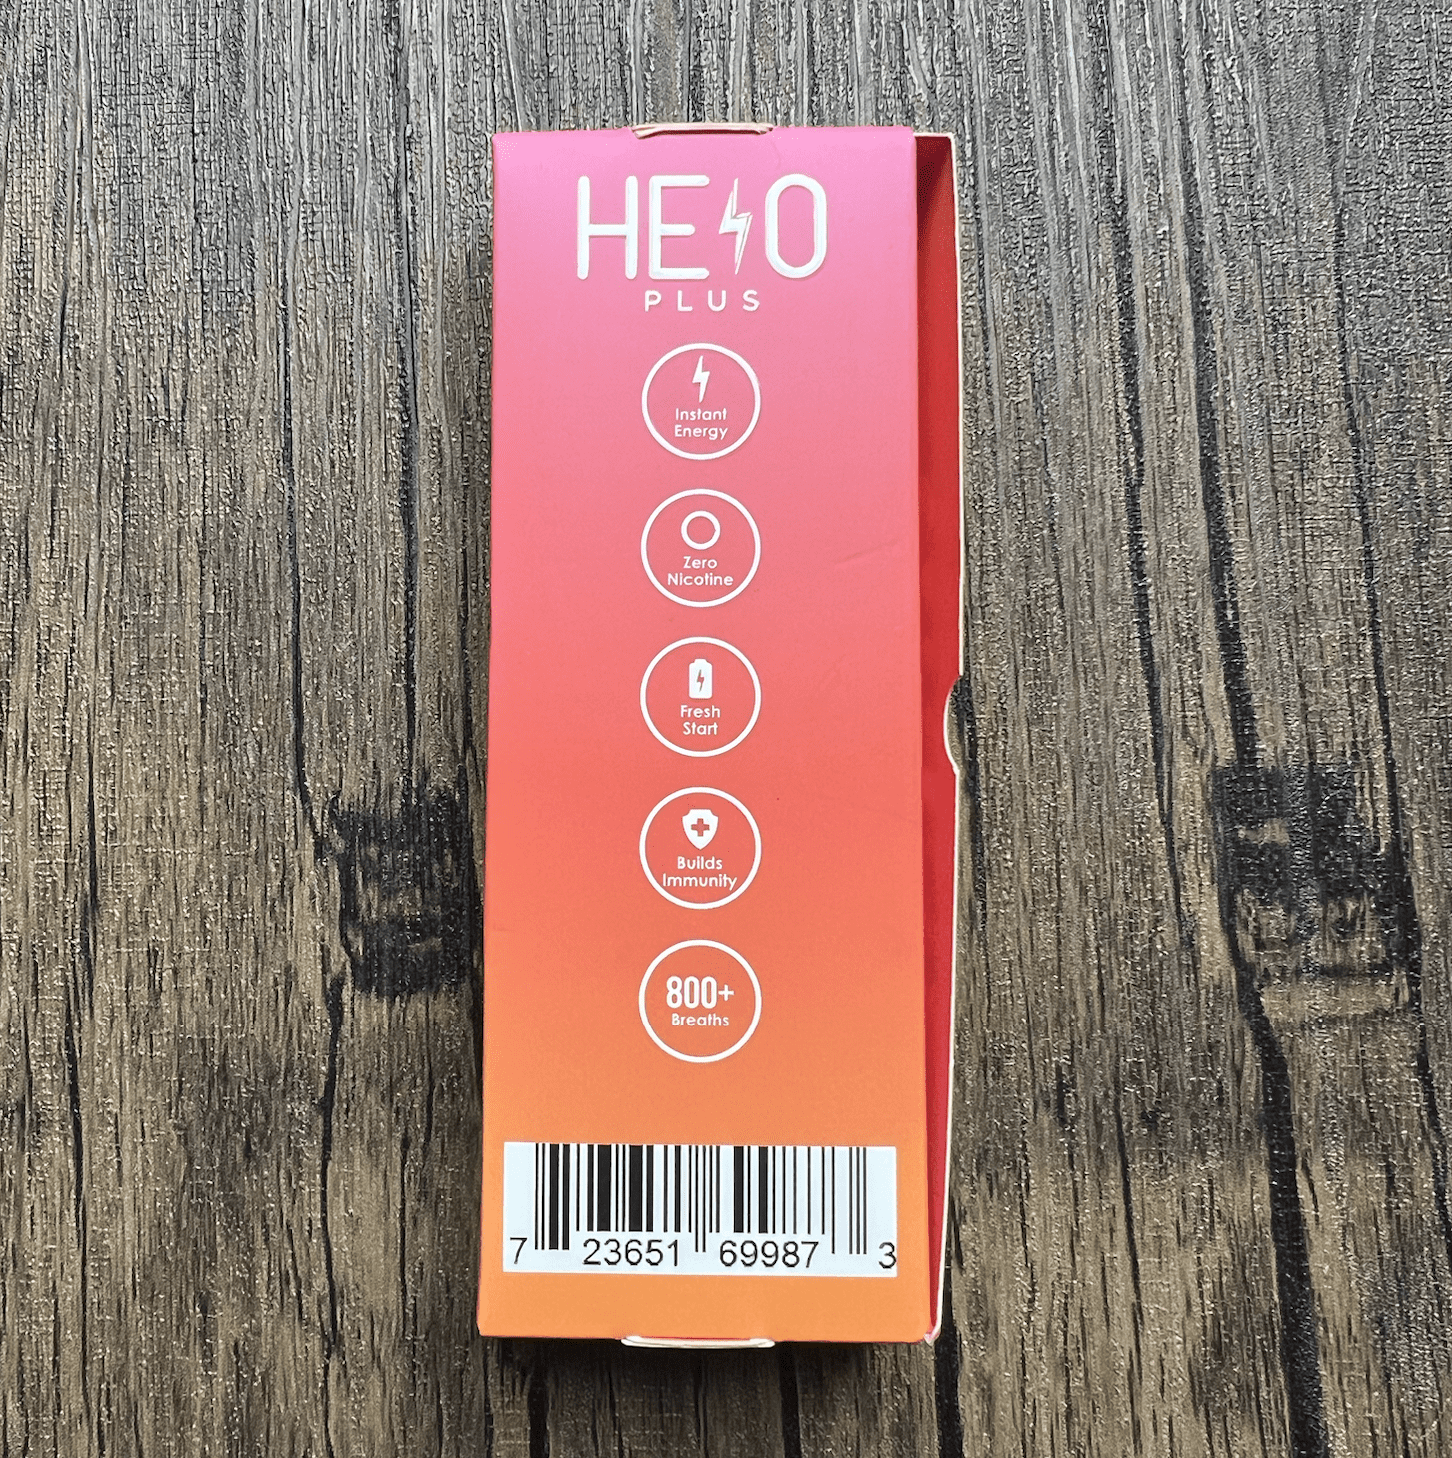 HE⚡O
PLUS
Instant
Energy
Zero
Nicotine
Fresh
Start
Builds
Immunity
800+
Breaths
7 23651 69987 3